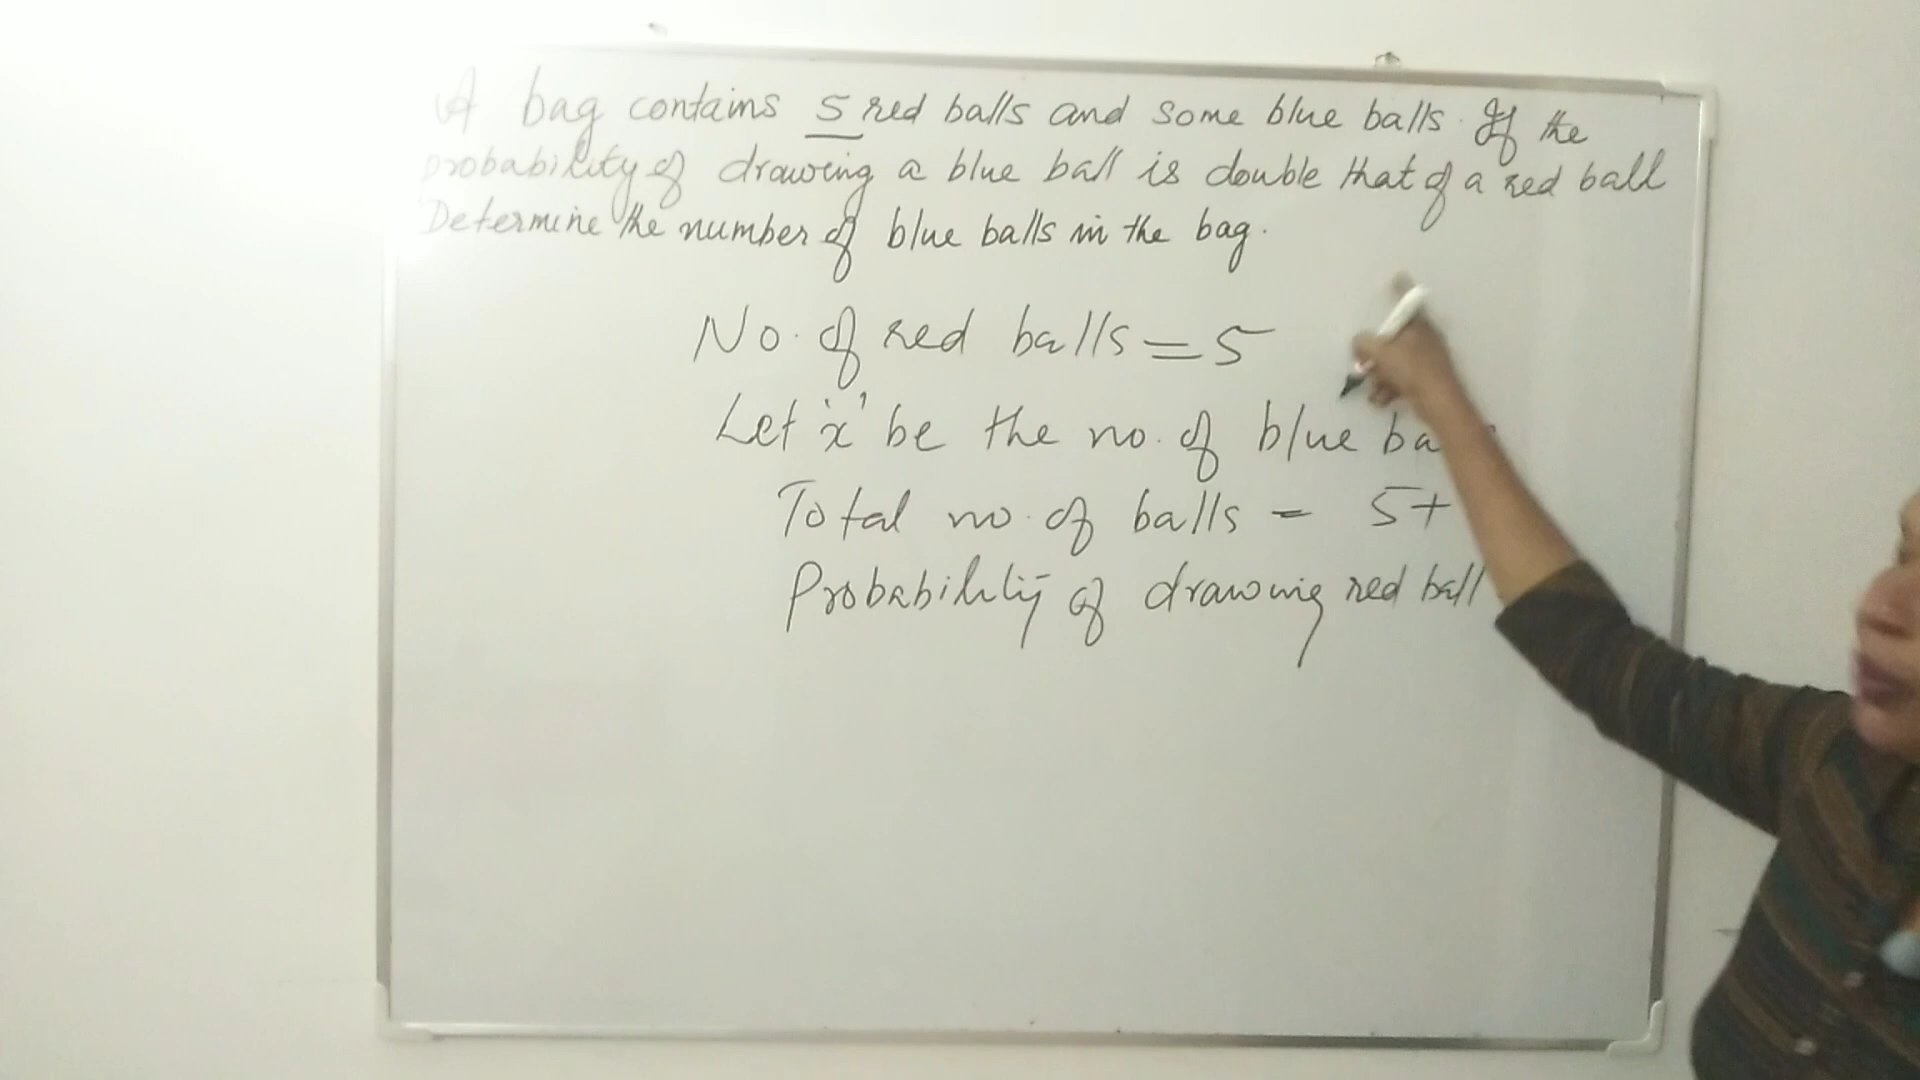 A bag contains 5 red balls and some blue balls. If the
probability of drawing a blue ball is double that of a red ball
Determine the number of blue balls in the bag.
No. of red balls = 5
Let 'x' be the no. of blue
Total no. of balls = 5+
Probability of drawing red ball